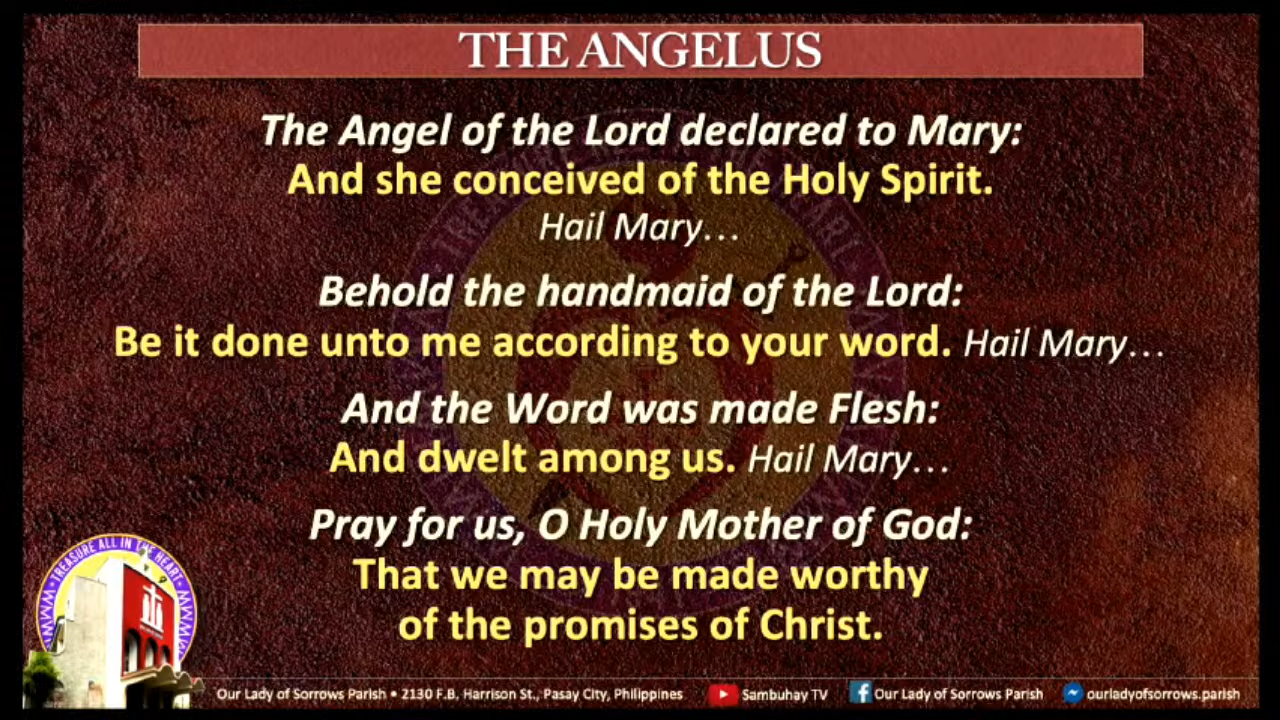 THE ANGELUS
The Angel of the Lord declared to Mary:
And she conceived of the Holy Spirit.
Hail Mary…
Behold the handmaid of the Lord:
Be it done unto me according to your word. Hail Mary…
And the Word was made Flesh:
And dwelt among us. Hail Mary…
Pray for us, O Holy Mother of God:
That we may be made worthy
of the promises of Christ.
TREASURE ALL IN THE HEART
Our Lady of Sorrows Parish • 2130 F.B. Harrison St., Pasay City, Philippines Sambuhay TV Our Lady of Sorrows Parish ourladyofsorrows.parish